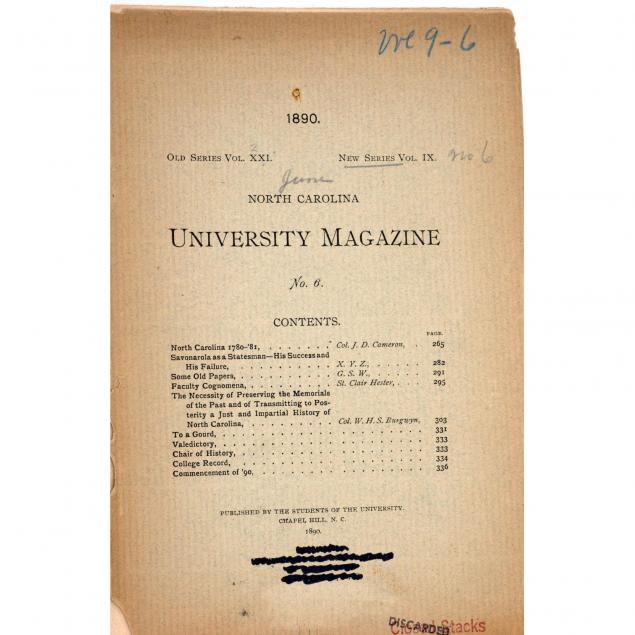 vol 9-6
1890.
OLD SERIES VOL. XXI. NEW SERIES VOL. IX. no 6
June
NORTH CAROLINA
UNIVERSITY MAGAZINE
No. 6.
CONTENTS.
PAGE.
North Carolina 1780-'81, . . . . . . . . Col. J. D. Cameron, . 265
Savonarola as a Statesman—His Success and
His Failure, . . . . . . . . X. Y. Z., . . . . 282
Some Old Papers, . . . . . . . . G. S. W., . . . . 291
Faculty Cognomena, . . . . . . . . St. Clair Hester, . . . 295
The Necessity of Preserving the Memorials
of the Past and of Transmitting to Pos-
terity a Just and Impartial History of
North Carolina, . . . . . . . . Col. W. H. S. Burgwyn, 303
To a Gourd, . . . . . . . . 331
Valedictory, . . . . . . . . 333
Chair of History, . . . . . . . . 333
College Record, . . . . . . . . 334
Commencement of '90, . . . . . . . . 336
PUBLISHED BY THE STUDENTS OF THE UNIVERSITY.
CHAPEL HILL, N. C.
1890.
DISCARDED
Closed Stacks